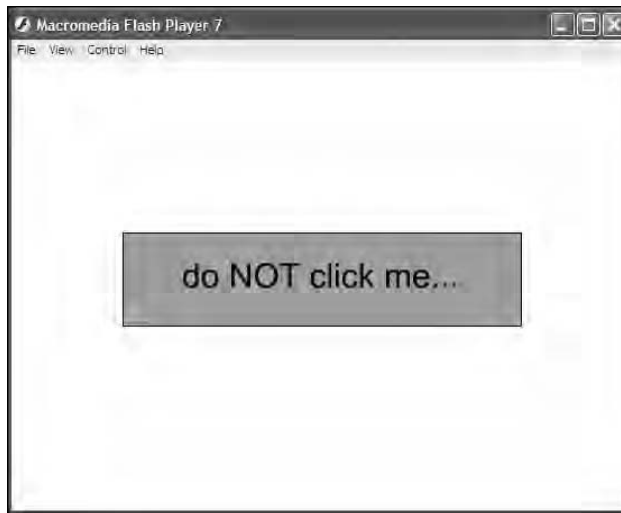 Macromedia Flash Player 7
File View Control Help
do NOT click me...